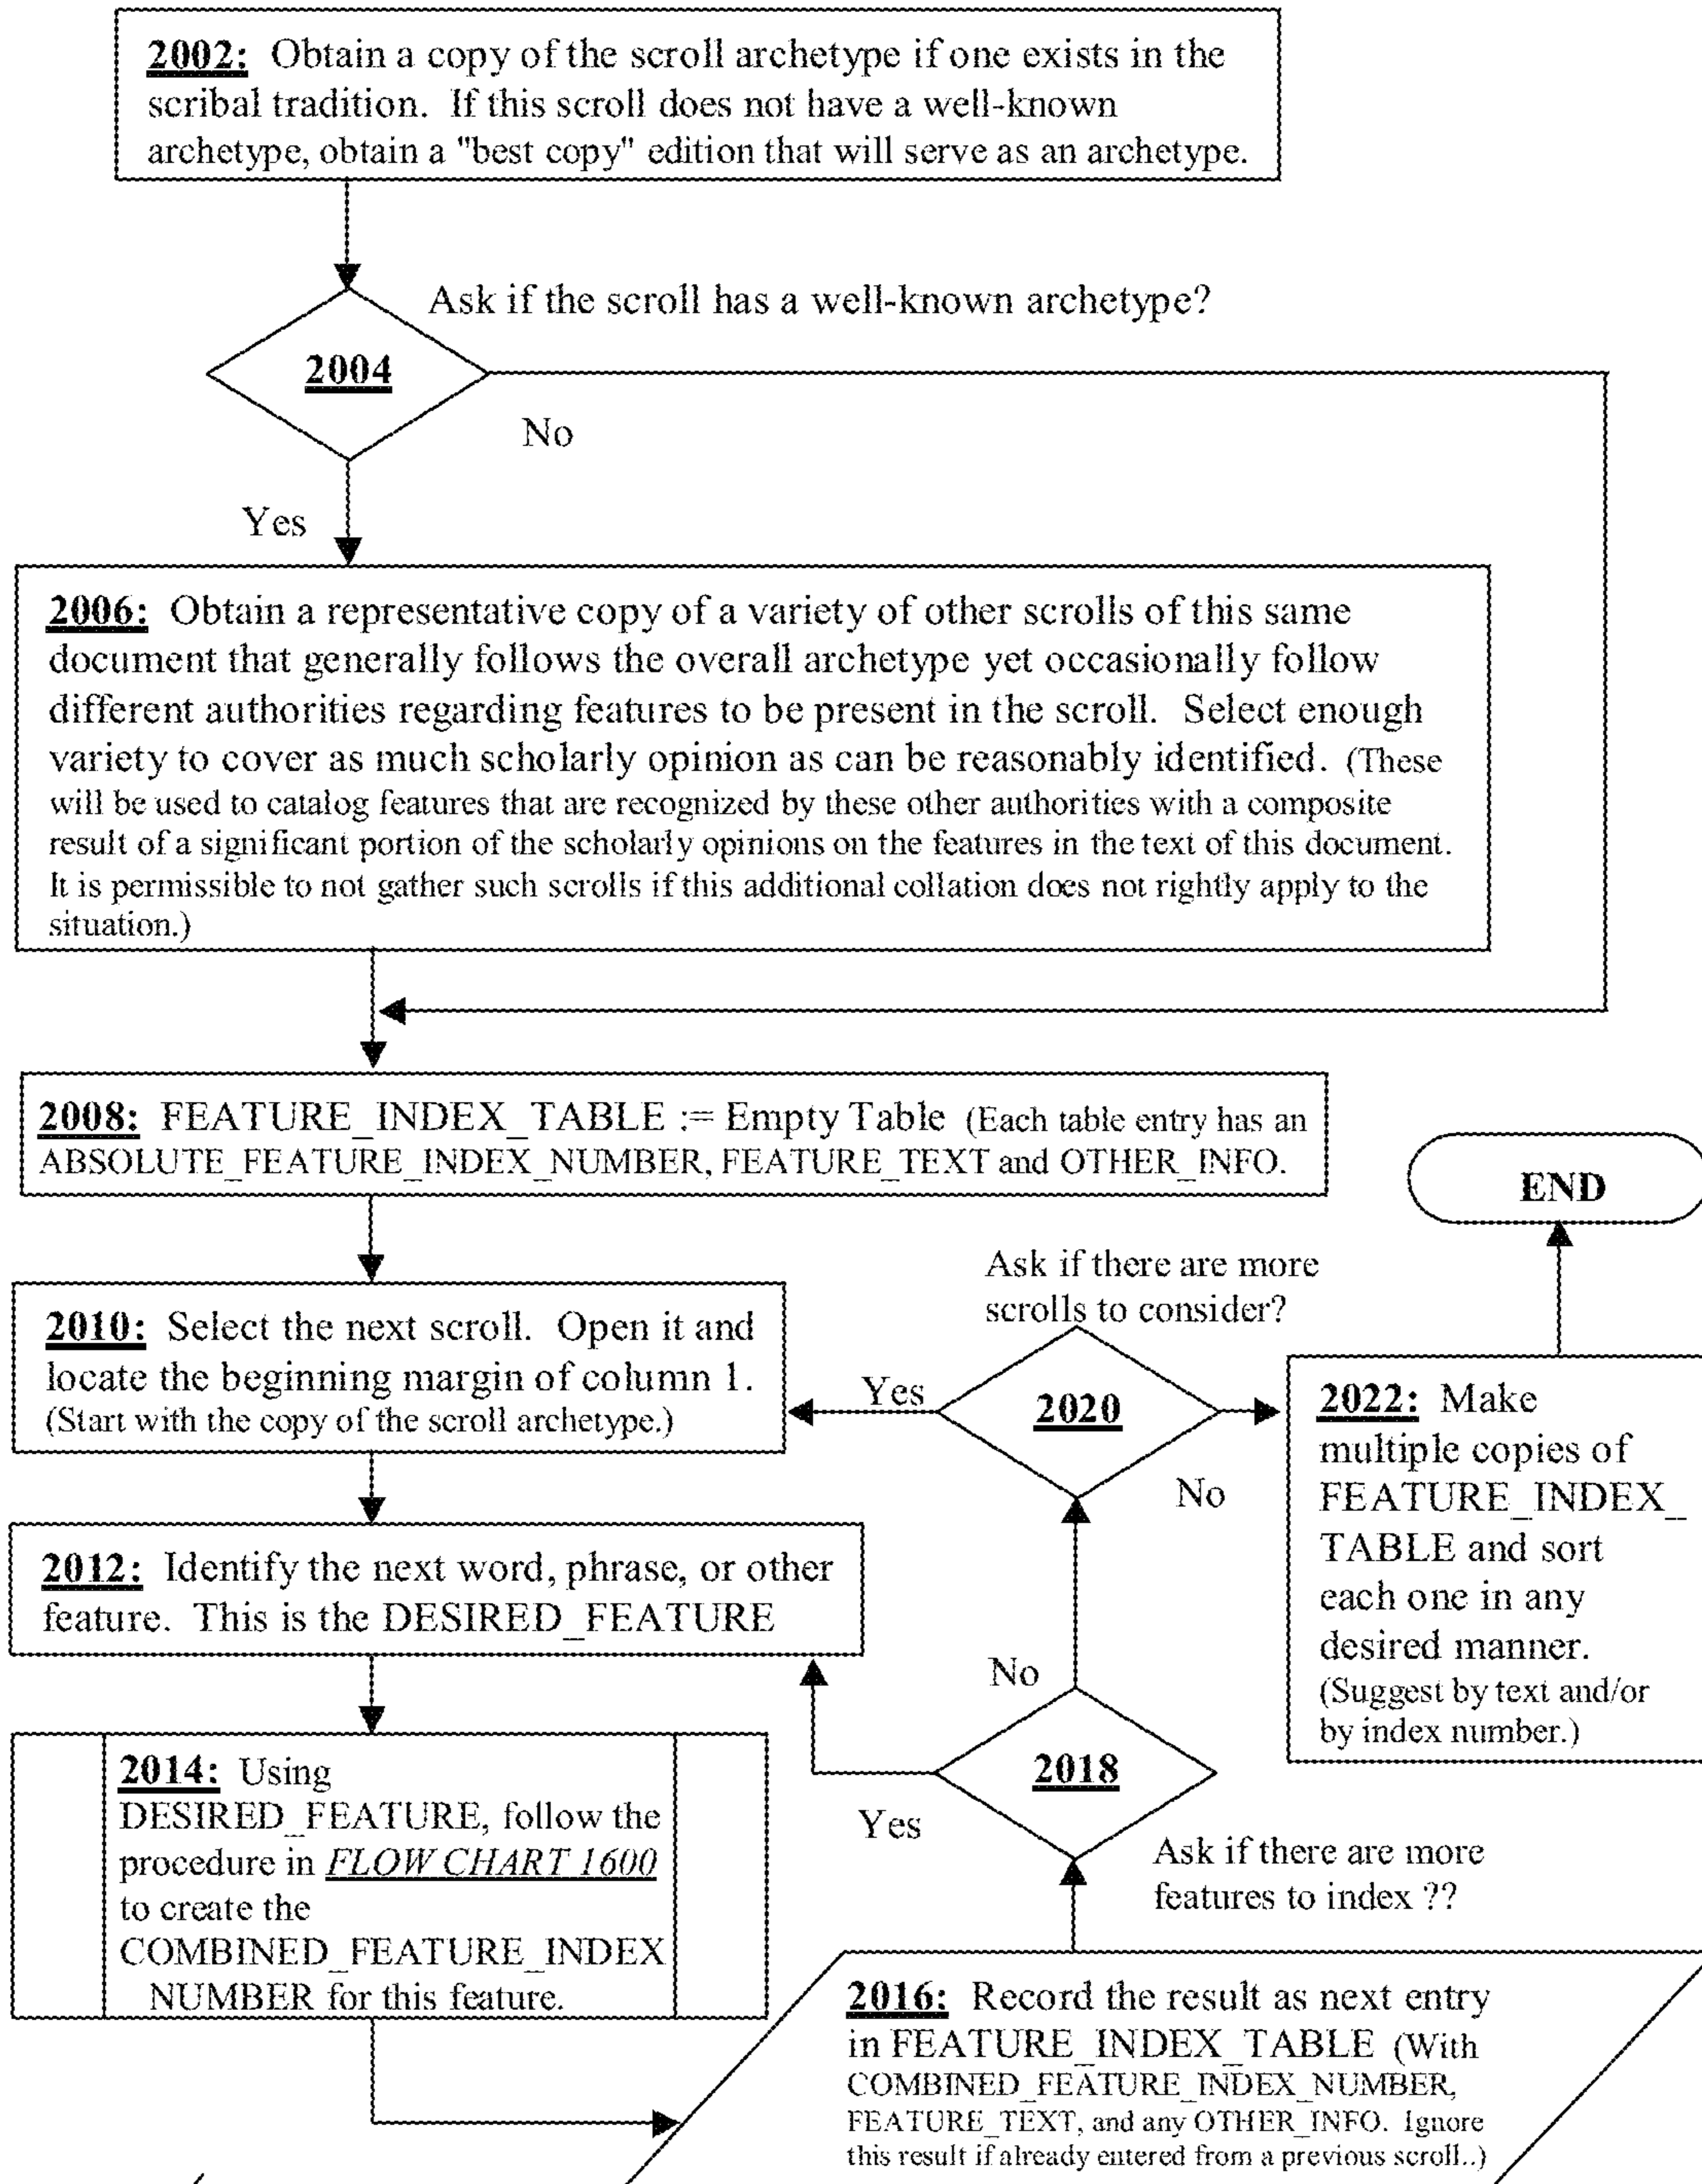 2002: Obtain a copy of the scroll archetype if one exists in the
scribal tradition. If this scroll does not have a well-known
archetype, obtain a "best copy" edition that will serve as an archetype.
Ask if the scroll has a well-known archetype?
2004
No
Yes
2006: Obtain a representative copy of a variety of other scrolls of this same
document that generally follows the overall archetype yet occasionally follow
different authorities regarding features to be present in the scroll. Select enough
variety to cover as much scholarly opinion as can be reasonably identified. (These
will be used to catalog features that are recognized by these other authorities with a composite
result of a significant portion of the scholarly opinions on the features in the text of this document.
It is permissible to not gather such scrolls if this additional collation does not rightly apply to the
situation.)
2008: FEATURE_INDEX_TABLE := Empty Table (Each table entry has an
ABSOLUTE_FEATURE_INDEX_NUMBER, FEATURE_TEXT and OTHER_INFO.
END
2010: Select the next scroll. Open it and
locate the beginning margin of column 1.
(Start with the copy of the scroll archetype.)
Ask if there are more
scrolls to consider?
Yes
2020
No
2022: Make
multiple copies of
FEATURE_INDEX_
TABLE and sort
each one in any
desired manner.
(Suggest by text and/or
by index number.)
2012: Identify the next word, phrase, or other
feature. This is the DESIRED_FEATURE
No
2018
Yes
Ask if there are more
features to index ??
2014: Using
DESIRED_FEATURE, follow the
procedure in FLOW CHART 1600
to create the
COMBINED_FEATURE_INDEX
NUMBER for this feature.
2016: Record the result as next entry
in FEATURE_INDEX_TABLE (With
COMBINED_FEATURE_INDEX_NUMBER,
FEATURE_TEXT, and any OTHER_INFO. Ignore
this result if already entered from a previous scroll..)